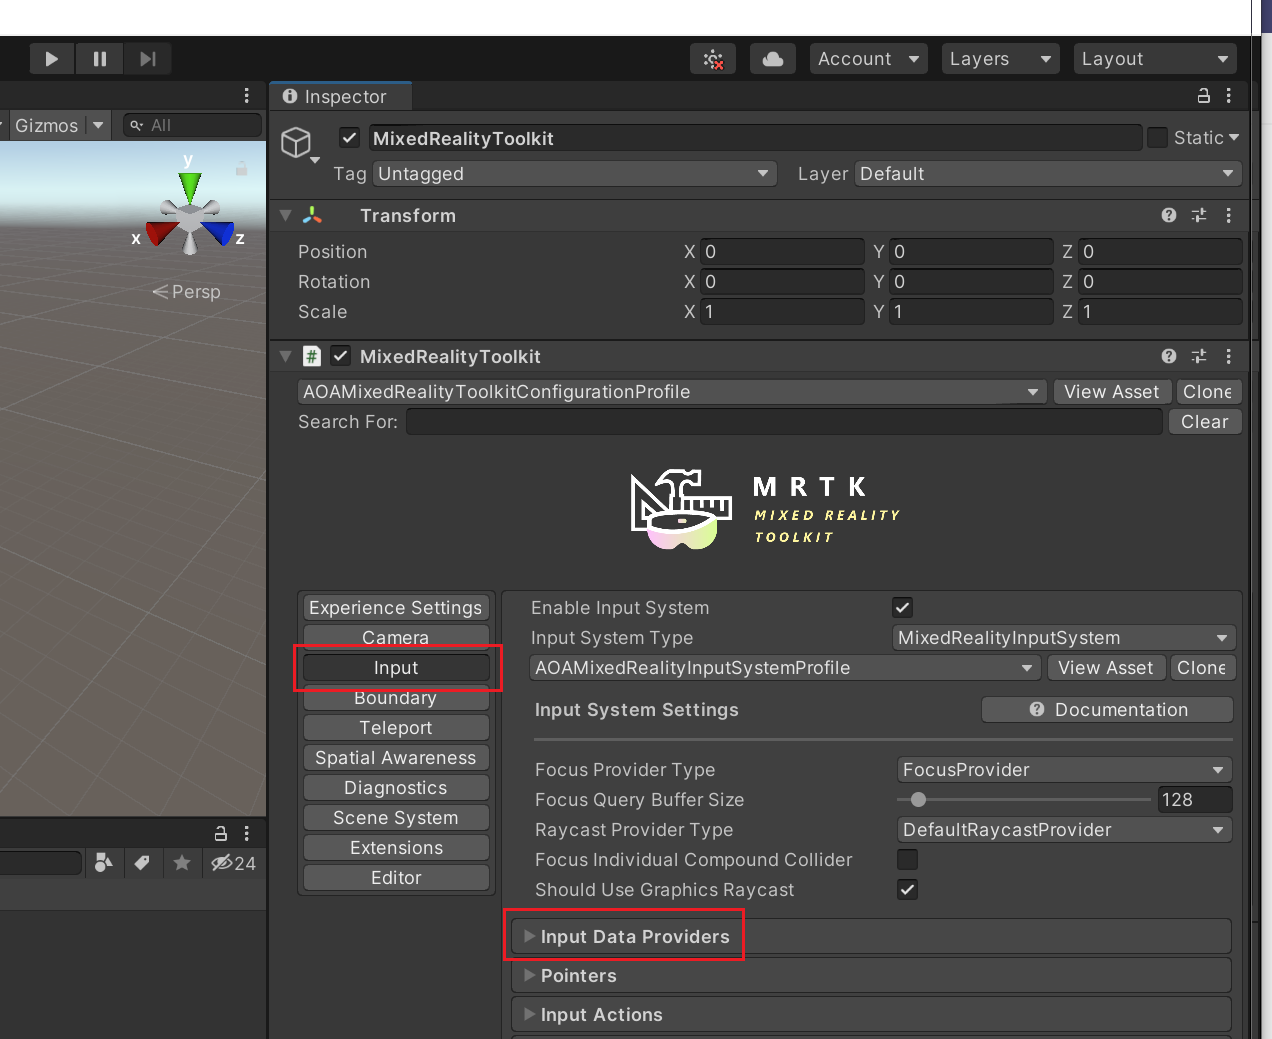 Account
Layers
Layout
Inspector
Gizmos
All
MixedRealityToolkit
Static
Tag Untagged
Layer Default
y
x
z
Persp
Transform
Position X 0 Y 0 Z 0
Rotation X 0 Y 0 Z 0
Scale X 1 Y 1 Z 1
# MixedRealityToolkit
AOAMixedRealityToolkitConfigurationProfile View Asset Clone
Search For: Clear
MRTK
MIXED REALITY
TOOLKIT
Experience Settings
Camera
Input
Boundary
Teleport
Spatial Awareness
Diagnostics
Scene System
Extensions
Editor
Enable Input System
Input System Type MixedRealityInputSystem
AOAMixedRealityInputSystemProfile View Asset Clone
Input System Settings Documentation
Focus Provider Type FocusProvider
Focus Query Buffer Size 128
Raycast Provider Type DefaultRaycastProvider
Focus Individual Compound Collider
Should Use Graphics Raycast
Input Data Providers
Pointers
Input Actions
24